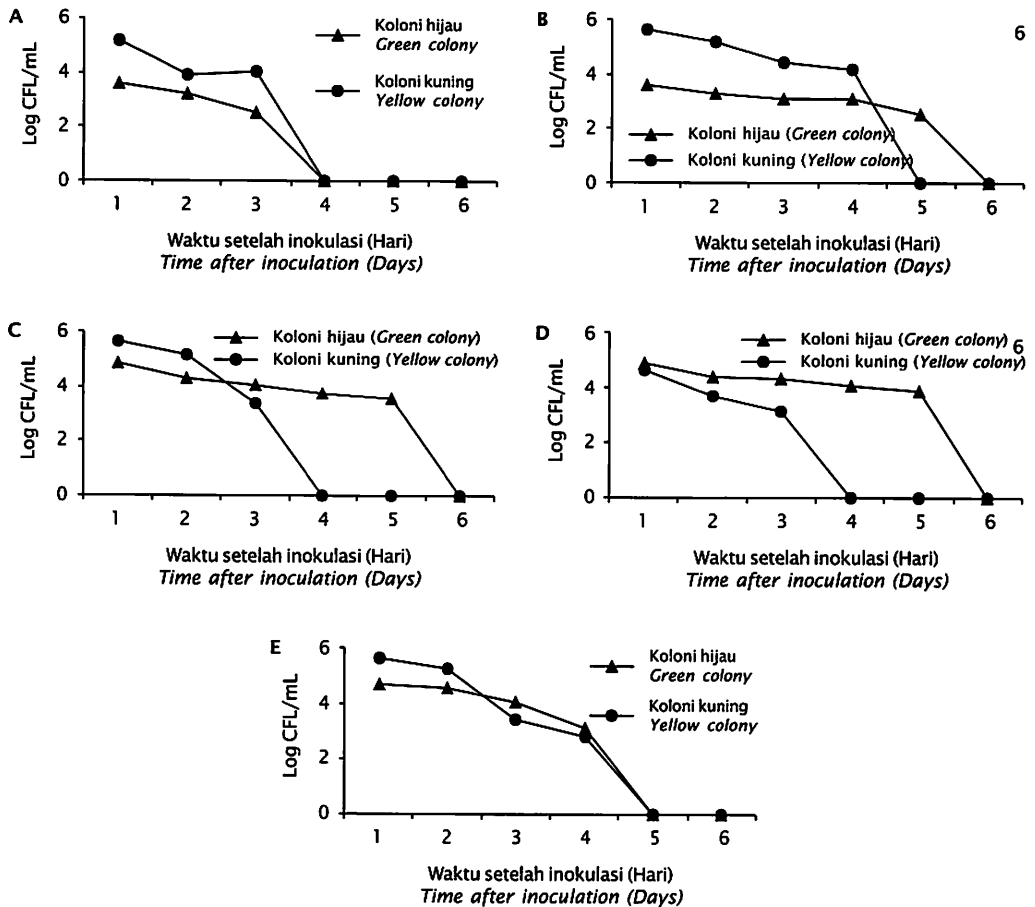 A
6
4
2
0
Log CFL/mL
Koloni hijau
Green colony
Koloni kuning
Yellow colony
1 2 3 4 5 6
Waktu setelah inokulasi (Hari)
Time after inoculation (Days)
B
6
4
2
0
Log CFL/mL
Koloni hijau (Green colony)
Koloni kuning (Yellow colony)
6
1 2 3 4 5 6
Waktu setelah inokulasi (Hari)
Time after inoculation (Days)
C
6
4
2
0
Log CFL/mL
Koloni hijau (Green colony)
Koloni kuning (Yellow colony)
1 2 3 4 5 6
Waktu setelah inokulasi (Hari)
Time after inoculation (Days)
D
6
4
2
0
Log CFL/mL
Koloni hijau (Green colony)
Koloni kuning (Yellow colony)
6
1 2 3 4 5 6
Waktu setelah inokulasi (Hari)
Time after inoculation (Days)
E
6
4
2
0
Log CFL/mL
Koloni hijau
Green colony
Koloni kuning
Yellow colony
1 2 3 4 5 6
Waktu setelah inokulasi (Hari)
Time after inoculation (Days)